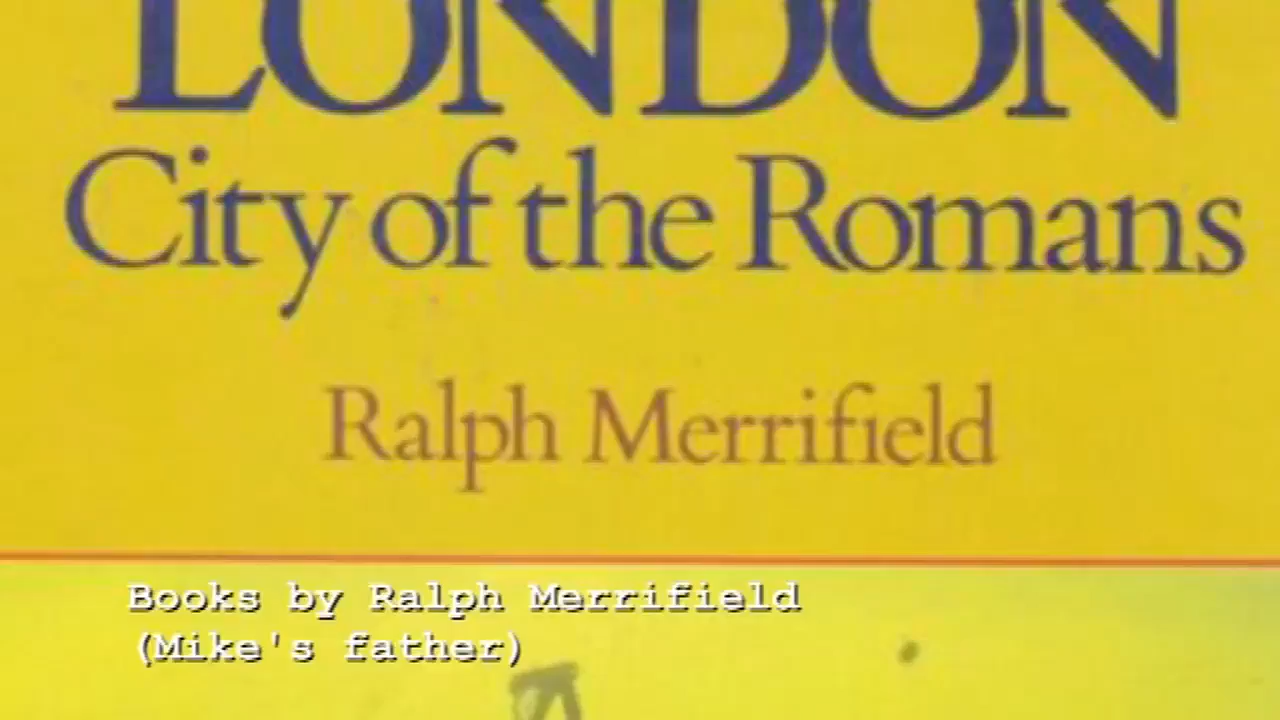 LONDON
City of the Romans
Ralph Merrifield
Books by Ralph Merrifield
(Mike's father)